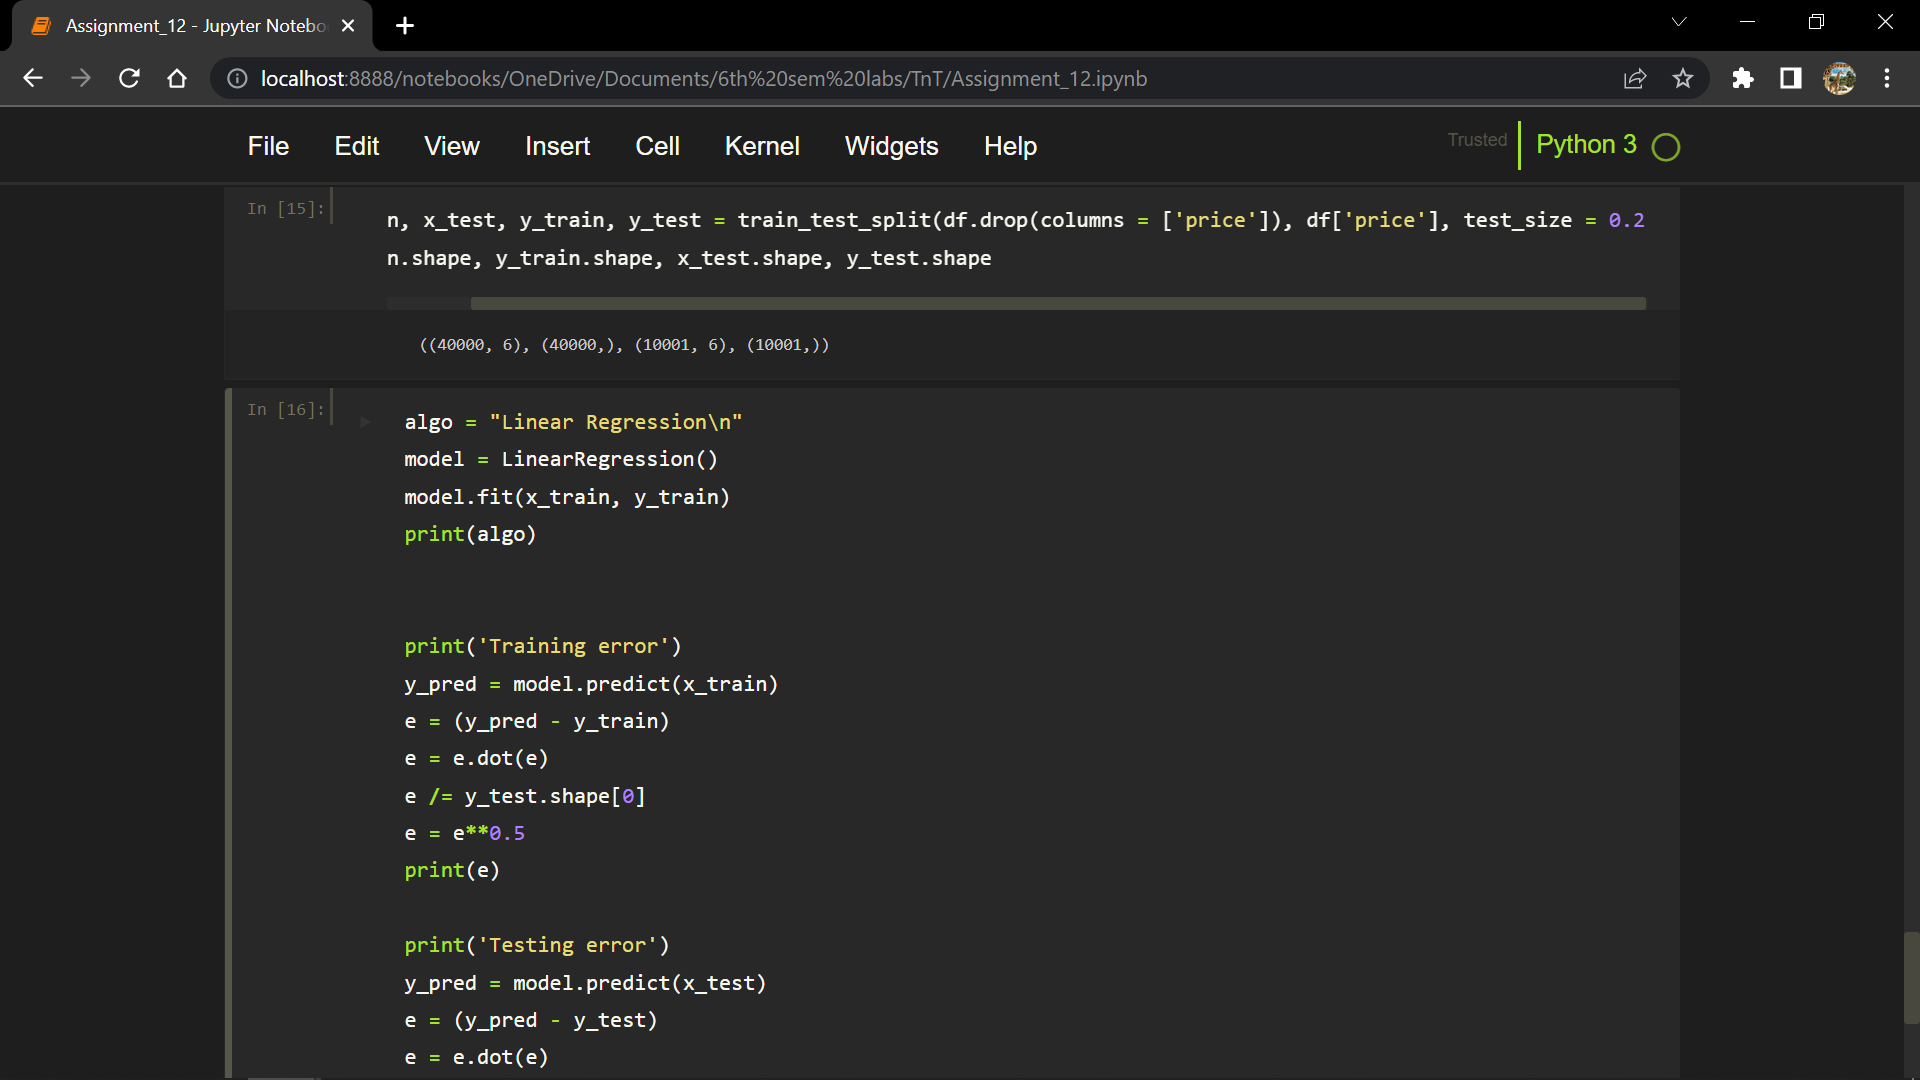 Assignment_12 - Jupyter Notebo
localhost:8888/notebooks/OneDrive/Documents/6th%20sem%20labs/TnT/Assignment_12.ipynb
File Edit View Insert Cell Kernel Widgets Help
Trusted Python 3
In [15]:
n, x_test, y_train, y_test = train_test_split(df.drop(columns = ['price']), df['price'], test_size = 0.2
n.shape, y_train.shape, x_test.shape, y_test.shape
((40000, 6), (40000,), (10001, 6), (10001,))
In [16]:
algo = "Linear Regression\n"
model = LinearRegression()
model.fit(x_train, y_train)
print(algo)
print('Training error')
y_pred = model.predict(x_train)
e = (y_pred - y_train)
e = e.dot(e)
e /= y_test.shape[0]
e = e**0.5
print(e)
print('Testing error')
y_pred = model.predict(x_test)
e = (y_pred - y_test)
e = e.dot(e)